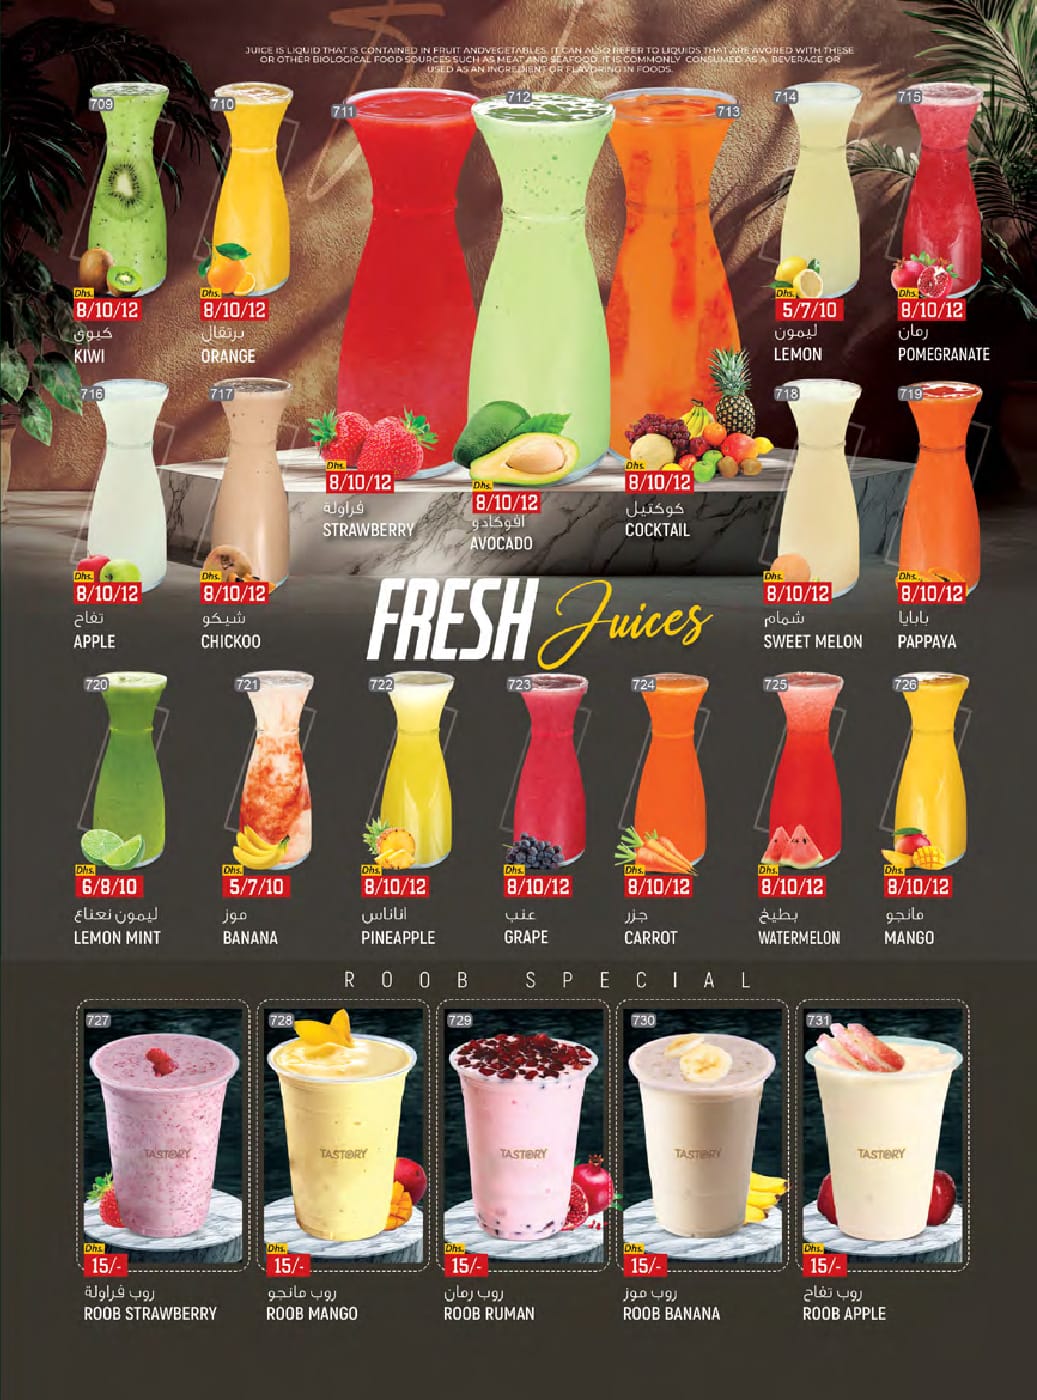 JUICE IS LIQUID THAT IS CONTAINED IN FRUIT ANDVEGETABLES. IT CAN ALSO REFER TO LIQUIDS THAT ARE AVORED WITH THESE
OR OTHER BIOLOGICAL FOOD SOURCES SUCH AS MEAT AND SEAFOOD. IT IS COMMONLY CONSUMED AS A BEVERAGE OR
USED AS AN INGREDIENT OR FLAVORING IN FOODS.
709
Dhs.
8/10/12
كيوي
KIWI
710
Dhs.
8/10/12
برتقال
ORANGE
711
Dhs.
8/10/12
فراولة
STRAWBERRY
712
Dhs.
8/10/12
افوكادو
AVOCADO
713
Dhs.
8/10/12
كوكتيل
COCKTAIL
714
Dhs.
5/7/10
ليمون
LEMON
715
Dhs.
8/10/12
رمان
POMEGRANATE
716
Dhs.
8/10/12
تفاح
APPLE
717
Dhs.
8/10/12
شيكو
CHICKOO
718
Dhs.
8/10/12
شمام
SWEET MELON
719
Dhs.
8/10/12
بابايا
PAPPAYA
FRESH Juices
720
Dhs.
6/8/10
ليمون نعناع
LEMON MINT
721
Dhs.
5/7/10
موز
BANANA
722
Dhs.
8/10/12
اناناس
PINEAPPLE
723
Dhs.
8/10/12
عنب
GRAPE
724
Dhs.
8/10/12
جزر
CARROT
725
Dhs.
8/10/12
بطيخ
WATERMELON
726
Dhs.
8/10/12
مانجو
MANGO
ROOB SPECIAL
727
TASTORY
Dhs.
15/-
روب فراولة
ROOB STRAWBERRY
728
TASTORY
Dhs.
15/-
روب مانجو
ROOB MANGO
729
TASTORY
Dhs.
15/-
روب رمان
ROOB RUMAN
730
TASTORY
Dhs.
15/-
روب موز
ROOB BANANA
731
TASTORY
Dhs.
15/-
روب تفاح
ROOB APPLE